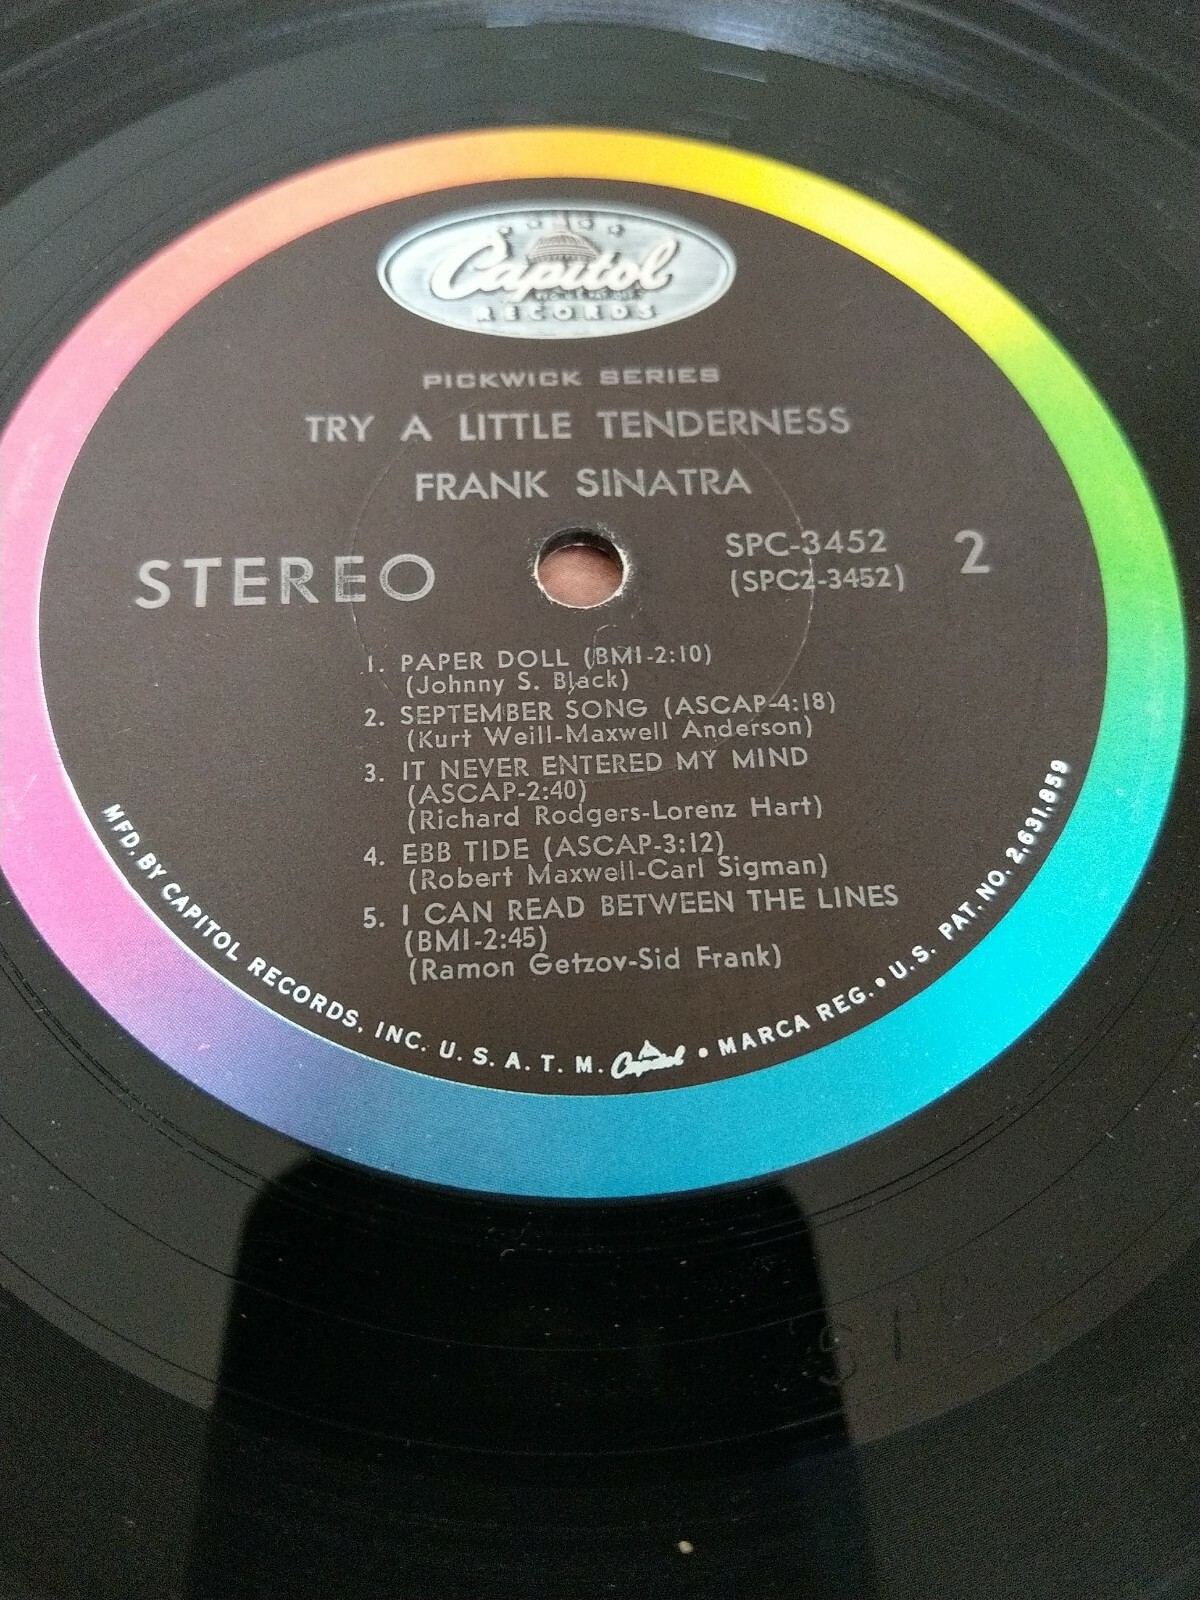 Capitol
RECORDS
PICKWICK SERIES
TRY A LITTLE TENDERNESS
FRANK SINATRA
STEREO
SPC-3452
(SPC2-3452)
2
1. PAPER DOLL (BMI-2:10)
(Johnny S. Black)
2. SEPTEMBER SONG (ASCAP-4:18)
(Kurt Weill-Maxwell Anderson)
3. IT NEVER ENTERED MY MIND
(ASCAP-2:40)
(Richard Rodgers-Lorenz Hart)
4. EBB TIDE (ASCAP-3:12)
(Robert Maxwell-Carl Sigman)
5. I CAN READ BETWEEN THE LINES
(BMI-2:45)
(Ramon Getzov-Sid Frank)
MFD. BY CAPITOL RECORDS, INC. U. S. A. T. M. Capitol • MARCA REG. • U.S. PAT. NO. 2,631,859